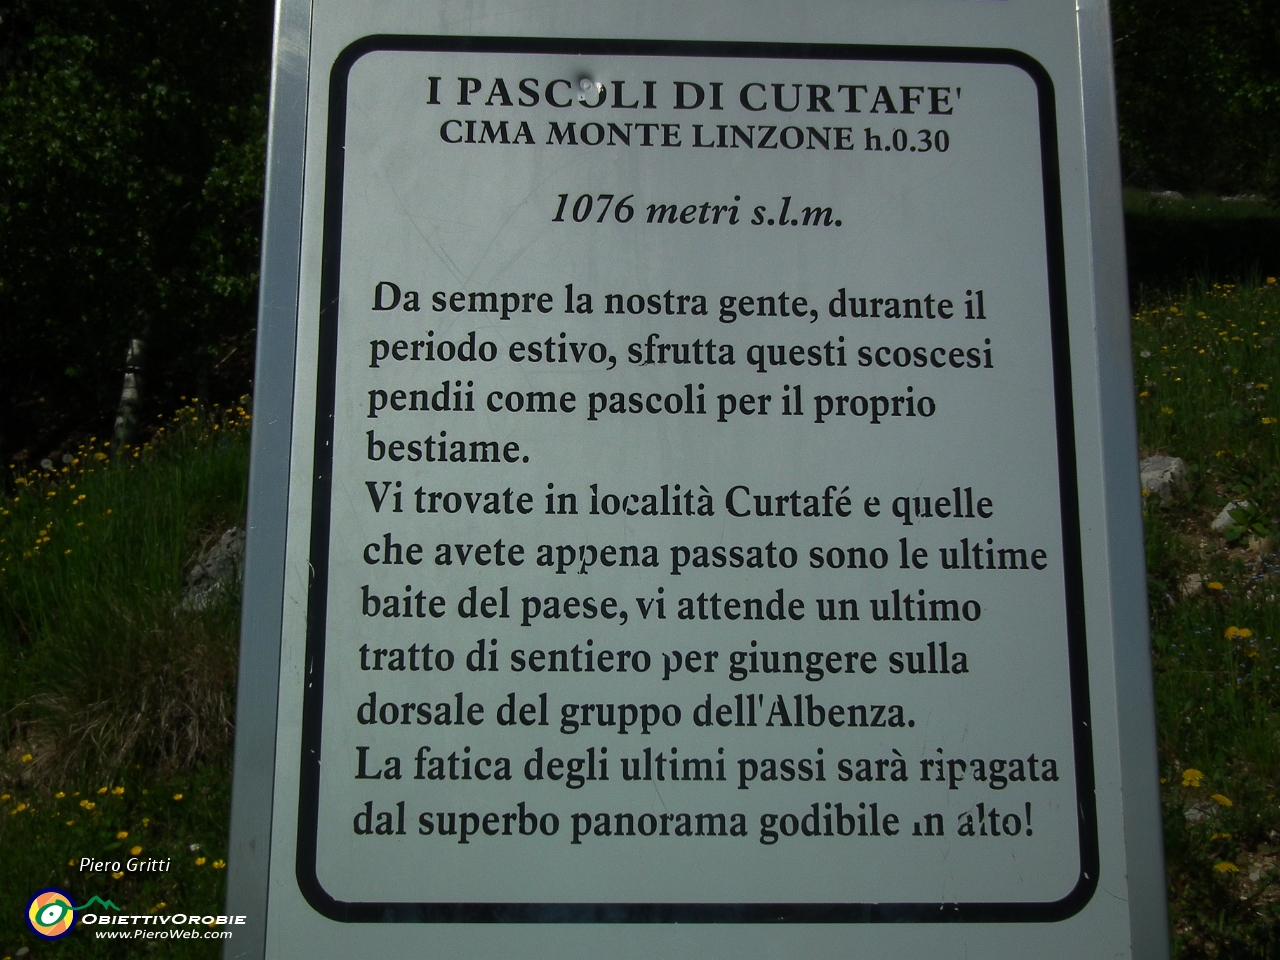 I PASCOLI DI CURTAFE'
CIMA MONTE LINZONE h.0.30
1076 metri s.l.m.
Da sempre la nostra gente, durante il
periodo estivo, sfrutta questi scoscesi
pendii come pascoli per il proprio
bestiame.
Vi trovate in località Curtafé e quelle
che avete appena passato sono le ultime
baite del paese, vi attende un ultimo
tratto di sentiero per giungere sulla
dorsale del gruppo dell'Albenza.
La fatica degli ultimi passi sarà ripagata
dal superbo panorama godibile in alto!
Piero Gritti
OBIETTIVOROBIE
www.PieroWeb.com